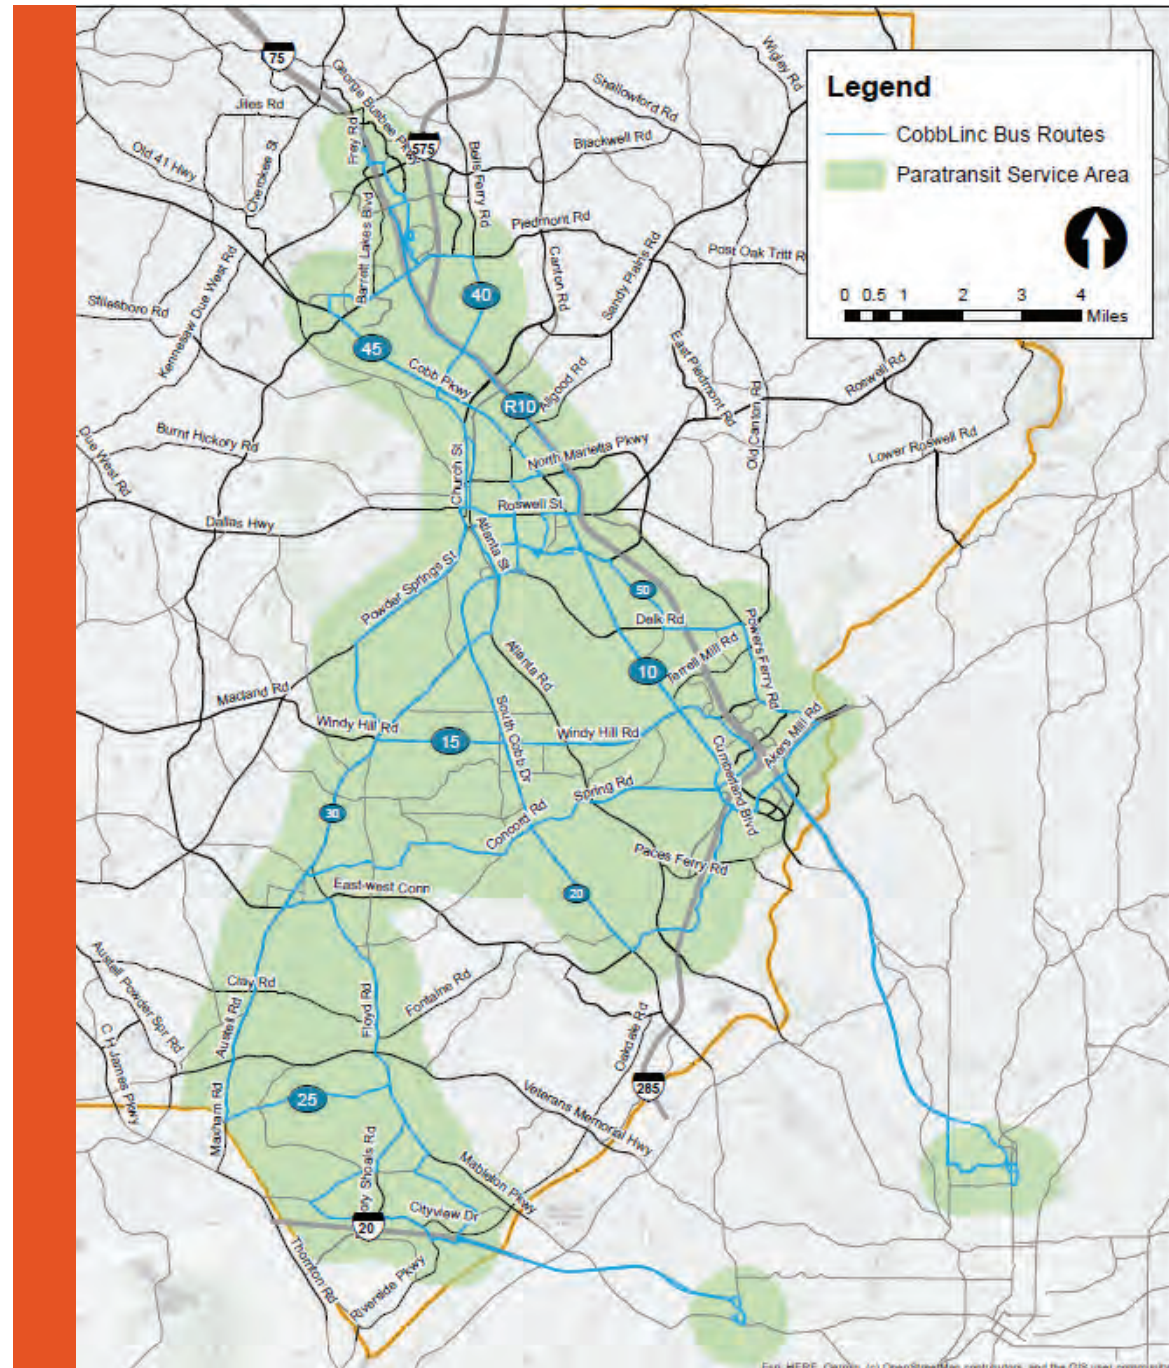 Legend
CobbLinc Bus Routes
Paratransit Service Area
0 0.5 1 2 3 4
Miles
75
George Busbee Pkwy
Wigley Rd
Shallowford Rd
Jiles Rd
Frey Rd
575
Blackwell Rd
Old 41 Hwy
Cherokee St
Bells Ferry Rd
Piedmont Rd
Barrett Lakes Blvd
Canton Rd
Sandy Plains Rd
Post Oak Tritt R
Kennesaw Due West Rd
Stilesboro Rd
40
45
Cobb Pkwy
East Piedmont Rd
Roswell Rd
R10
Allgood Rd
Old Canton Rd
Burnt Hickory Rd
Due West Rd
Church St
North Marietta Pkwy
Lower Roswell Rd
Roswell St
Dallas Hwy
Atlanta St
Powder Springs St
50
Delk Rd
Powers Ferry Rd
Terrell Mill Rd
10
Atlanta Rd
Macland Rd
South Cobb Dr
Windy Hill Rd
15
Windy Hill Rd
Akers Mill Rd
Cumberland Blvd
Spring Rd
30
Concord Rd
Paces Ferry Rd
East-west Conn
20
Austell Powder Spr Rd
Clay Rd
Fontaine Rd
Floyd Rd
Austell Rd
Oakdale Rd
C H James Pkwy
285
Maxham Rd
25
Veterans Memorial Hwy
ory Shoals Rd
Mableton Pkwy
Cityview Dr
20
Thornton Rd
Riverside Pkwy